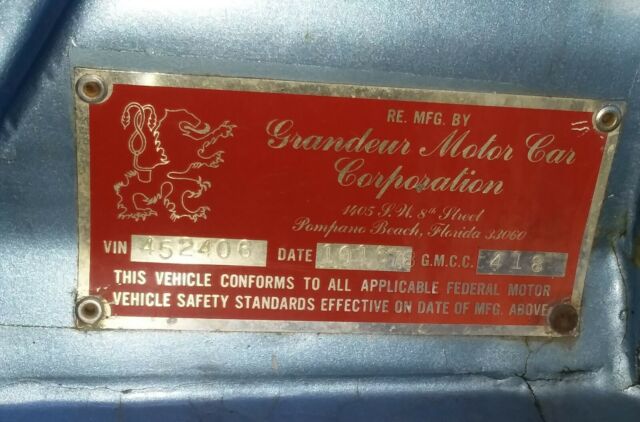 RE. MFG. BY
Grandeur Motor Car
Corporation
1405 S.W. 8th Street
Pompano Beach, Florida 33060
VIN 452406 DATE G.M.C.C. 418
THIS VEHICLE CONFORMS TO ALL APPLICABLE FEDERAL MOTOR
VEHICLE SAFETY STANDARDS EFFECTIVE ON DATE OF MFG. ABOVE